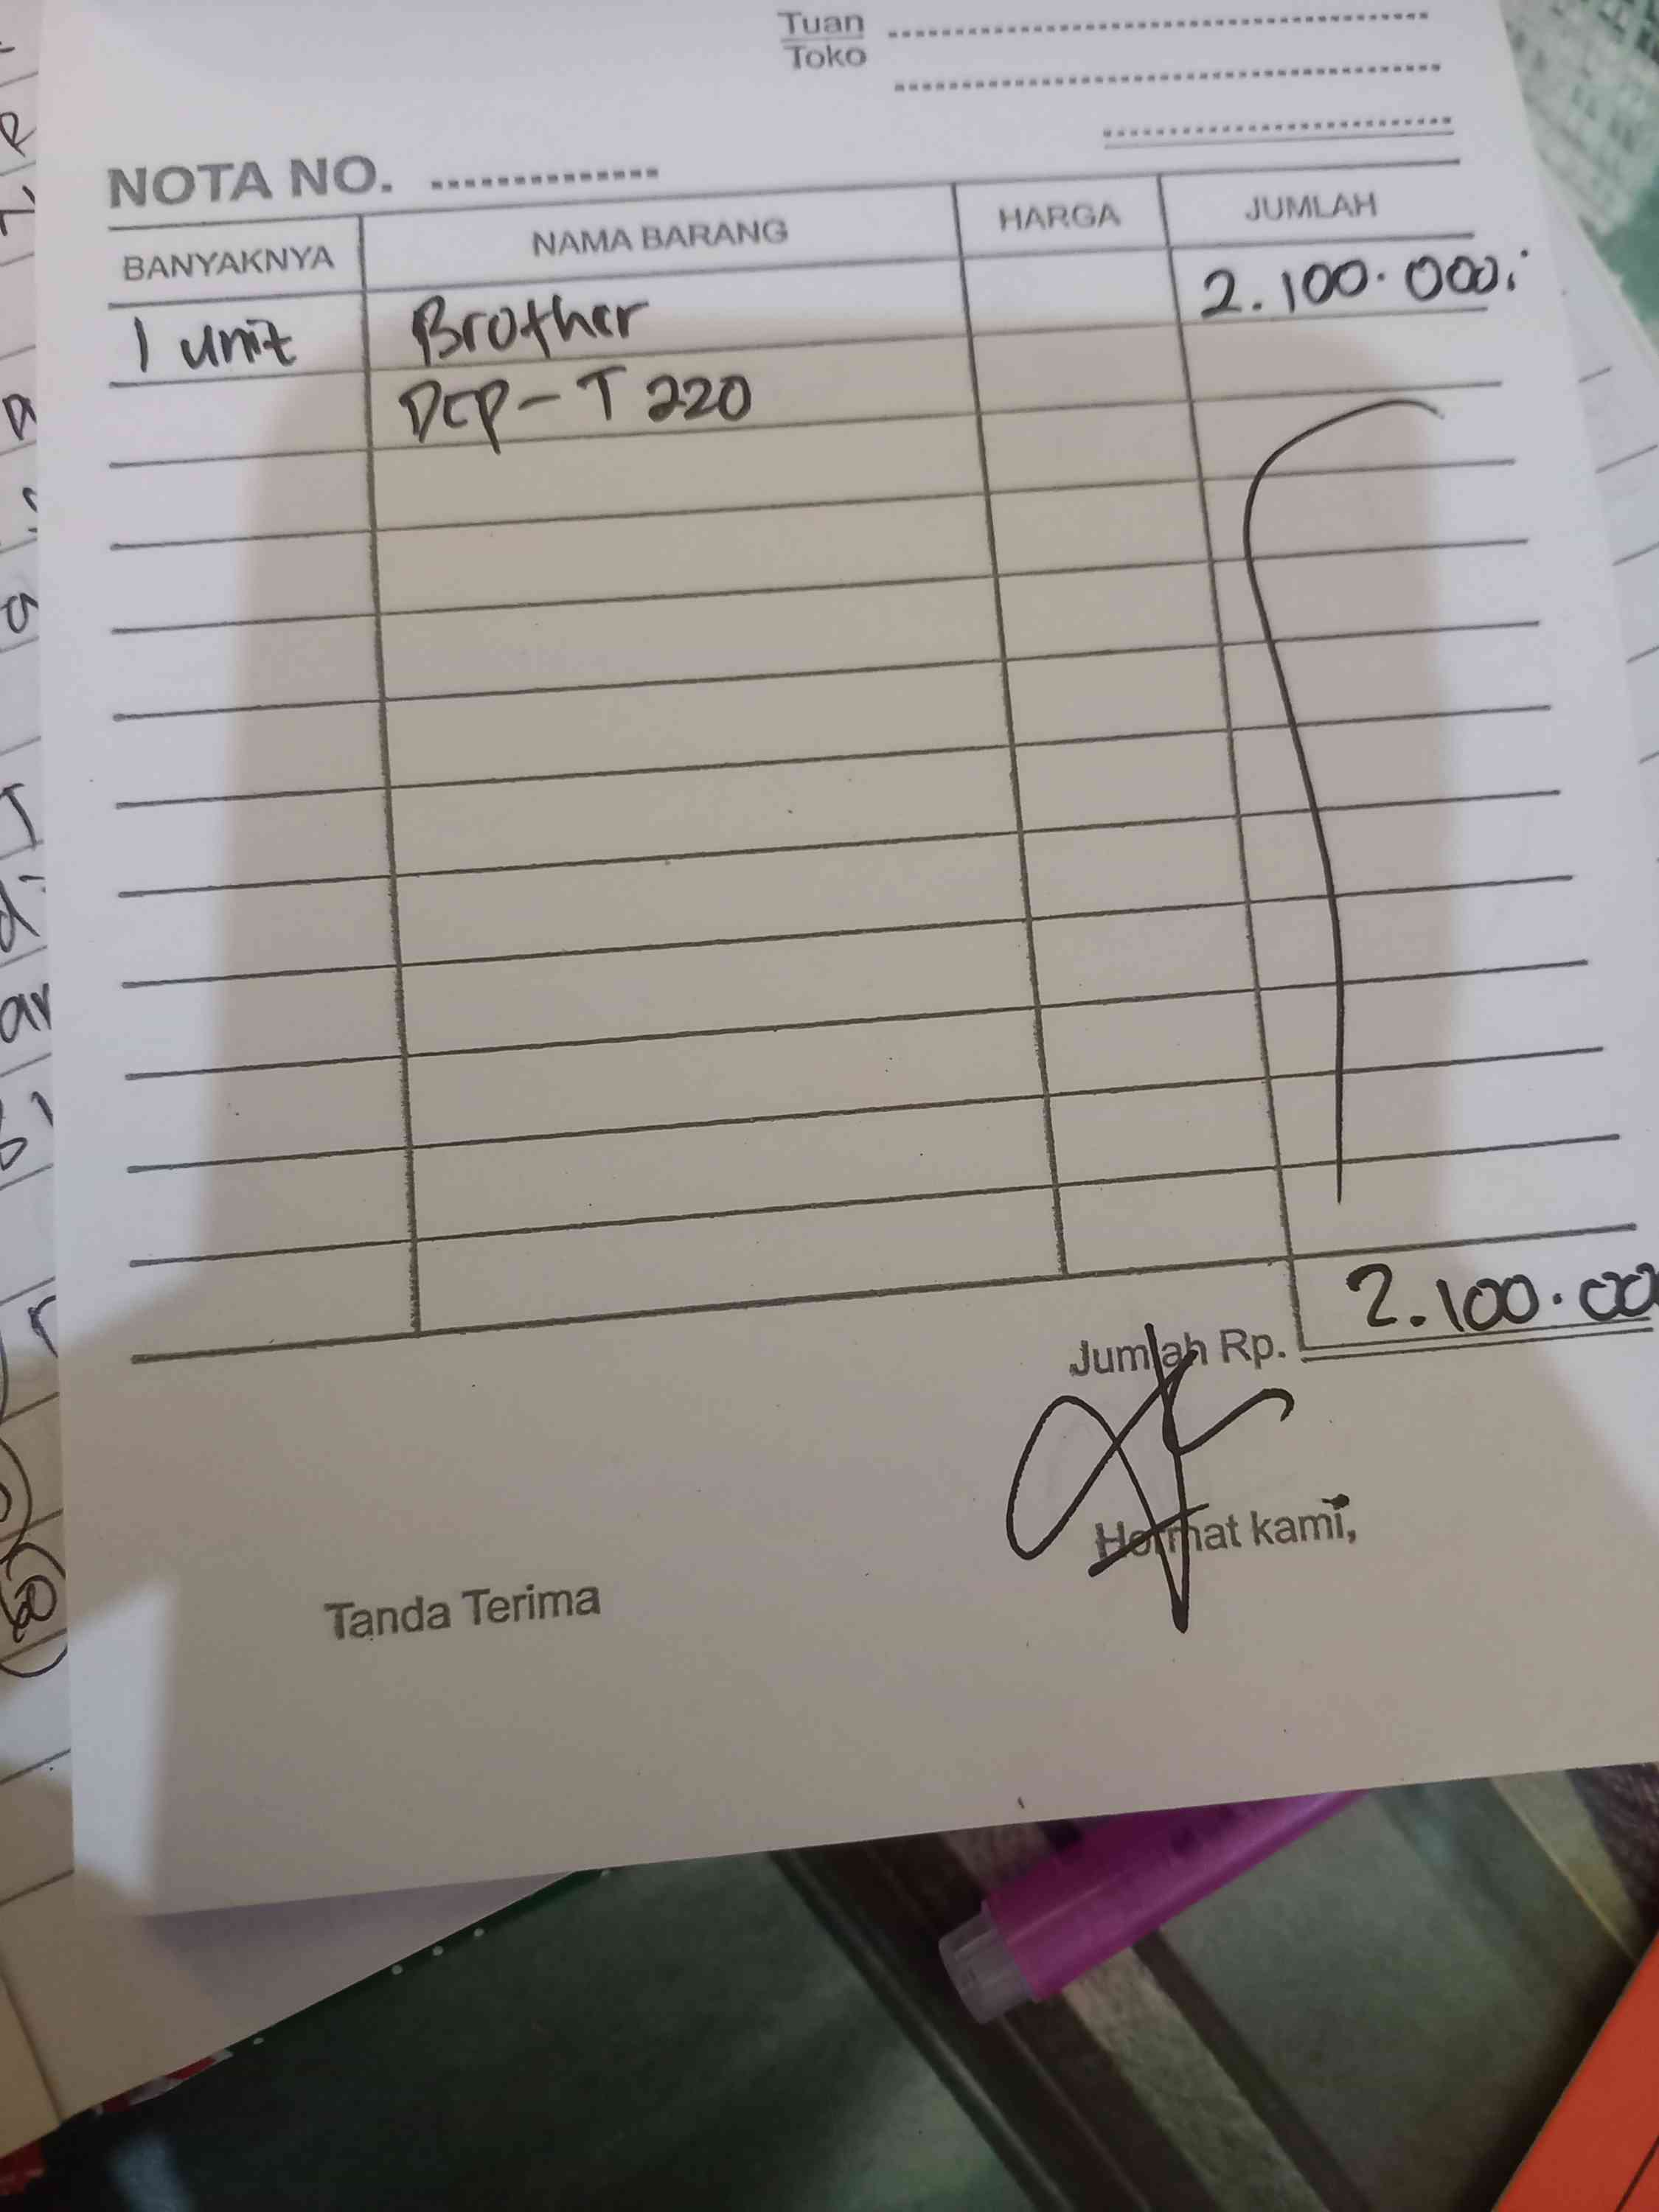 Tuan
Toko
NOTA NO.
BANYAKNYA NAMA BARANG HARGA JUMLAH
1 unit Brother 2.100.000
DCP-T220
Jumlah Rp. 2.100.00
Hormat kami,
Tanda Terima